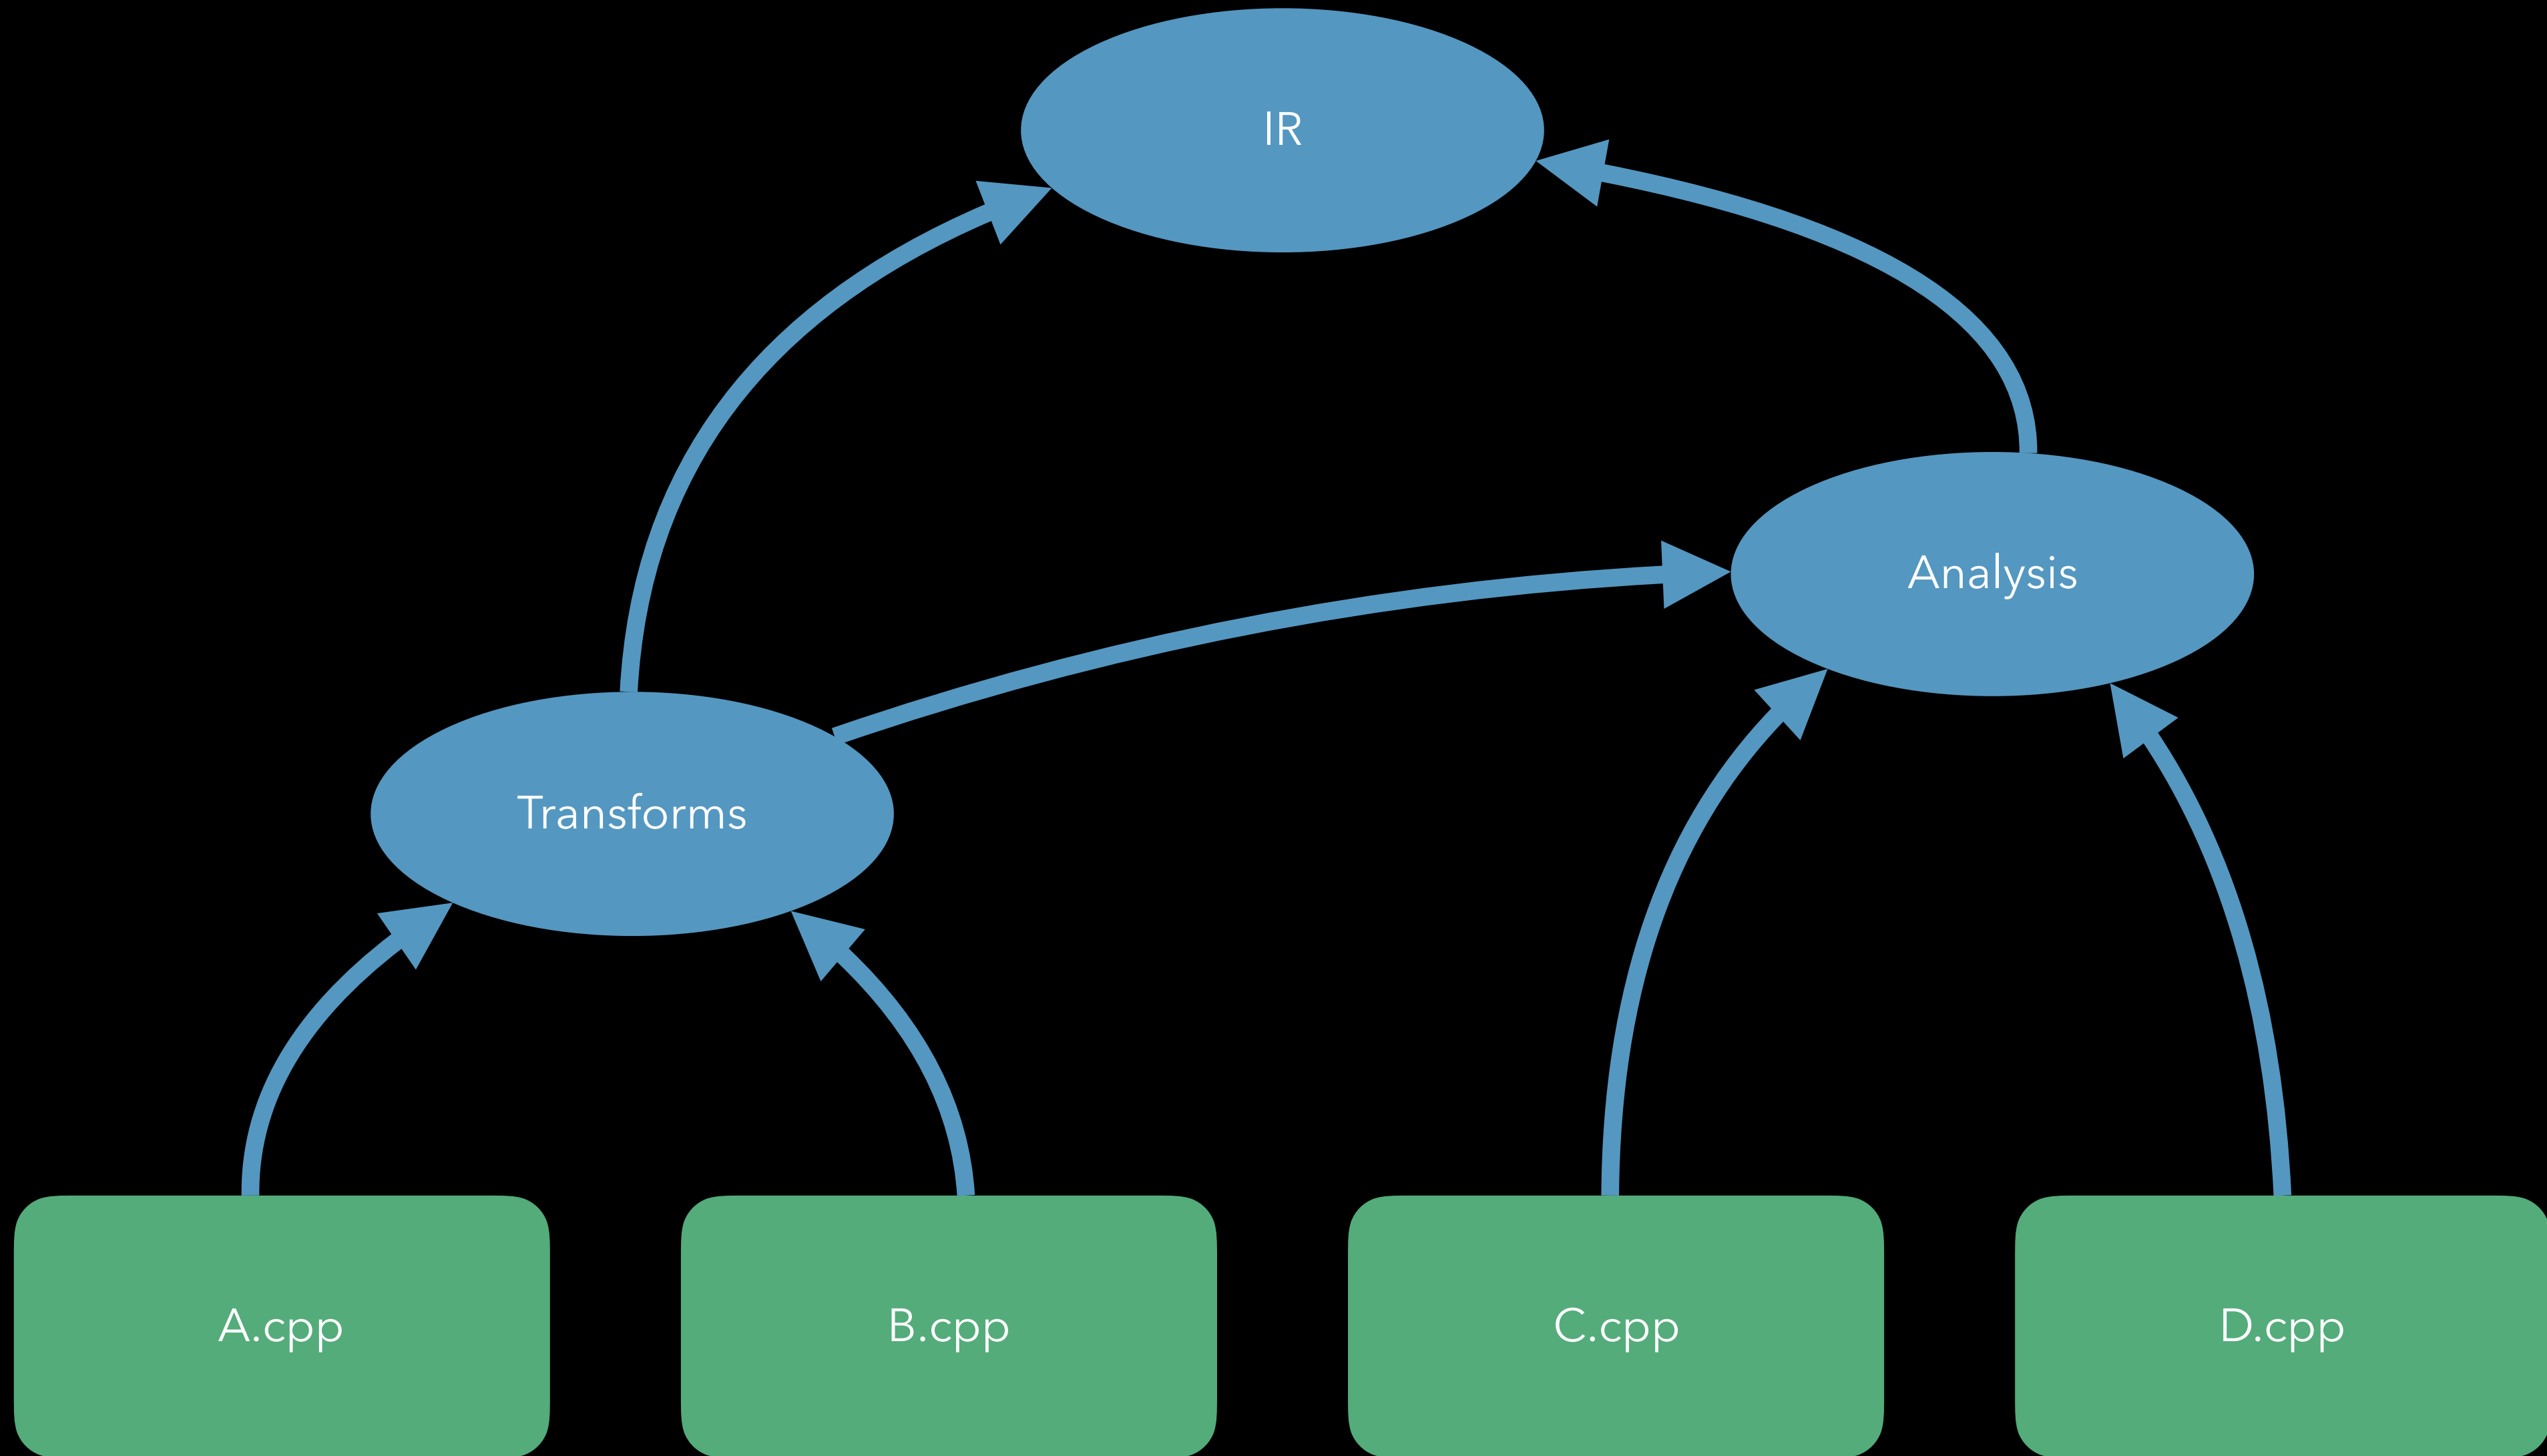 IR
Analysis
Transforms
A.cpp
B.cpp
C.cpp
D.cpp